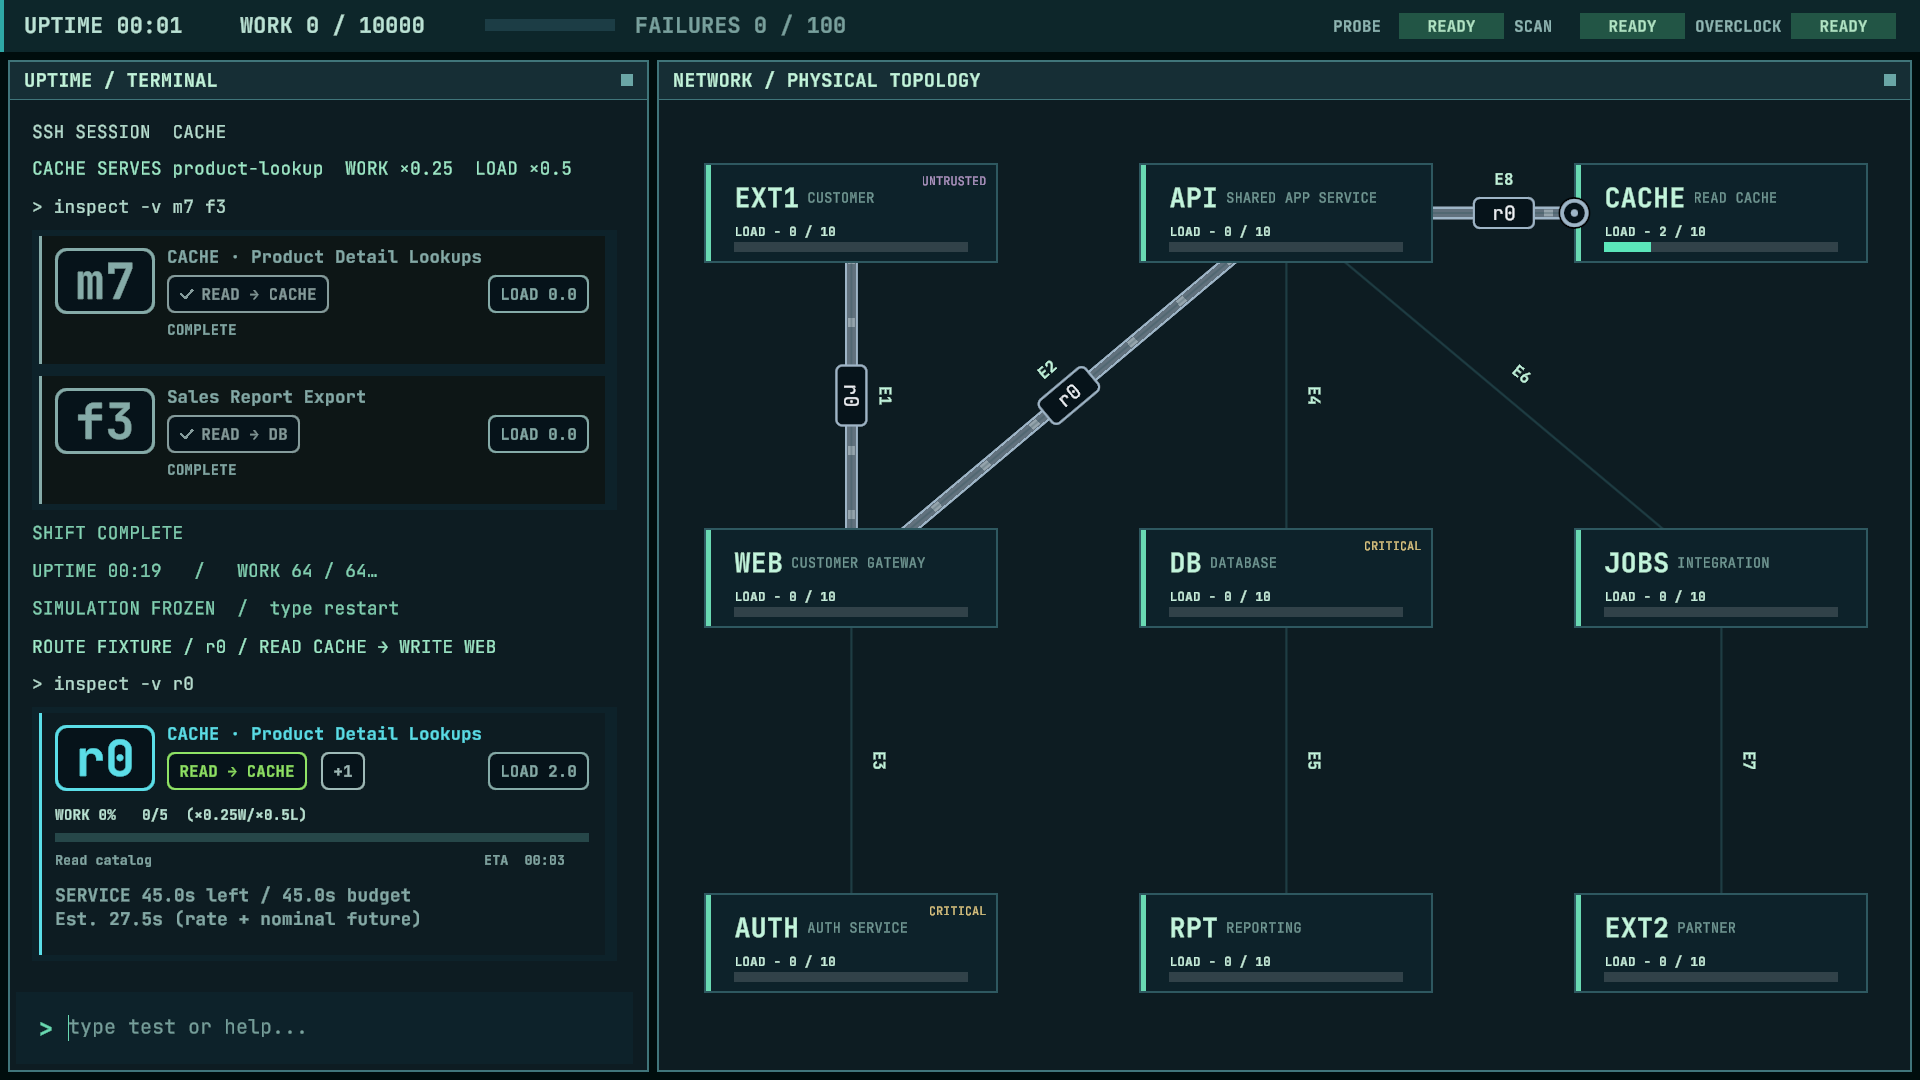 UPTIME 00:01 WORK 0 / 10000 FAILURES 0 / 100 PROBE READY SCAN READY OVERCLOCK READY
UPTIME / TERMINAL
SSH SESSION CACHE
CACHE SERVES product-lookup WORK ×0.25 LOAD ×0.5
> inspect -v m7 f3
m7
CACHE · Product Detail Lookups
✓ READ → CACHE LOAD 0.0
COMPLETE
f3
Sales Report Export
✓ READ → DB LOAD 0.0
COMPLETE
SHIFT COMPLETE
UPTIME 00:19 / WORK 64 / 64…
SIMULATION FROZEN / type restart
ROUTE FIXTURE / r0 / READ CACHE → WRITE WEB
> inspect -v r0
r0
CACHE · Product Detail Lookups
READ → CACHE +1 LOAD 2.0
WORK 0% 0/5 (×0.25W/×0.5L)
Read catalog ETA 00:03
SERVICE 45.0s left / 45.0s budget
Est. 27.5s (rate + nominal future)
> type test or help...
NETWORK / PHYSICAL TOPOLOGY
UNTRUSTED
EXT1 CUSTOMER
LOAD - 0 / 10
API SHARED APP SERVICE
LOAD - 0 / 10
E8
r0
CACHE READ CACHE
LOAD - 2 / 10
r0
E1
E2
r0
E4
E6
WEB CUSTOMER GATEWAY
LOAD - 0 / 10
CRITICAL
DB DATABASE
LOAD - 0 / 10
JOBS INTEGRATION
LOAD - 0 / 10
E3
E5
E7
CRITICAL
AUTH AUTH SERVICE
LOAD - 0 / 10
RPT REPORTING
LOAD - 0 / 10
EXT2 PARTNER
LOAD - 0 / 10